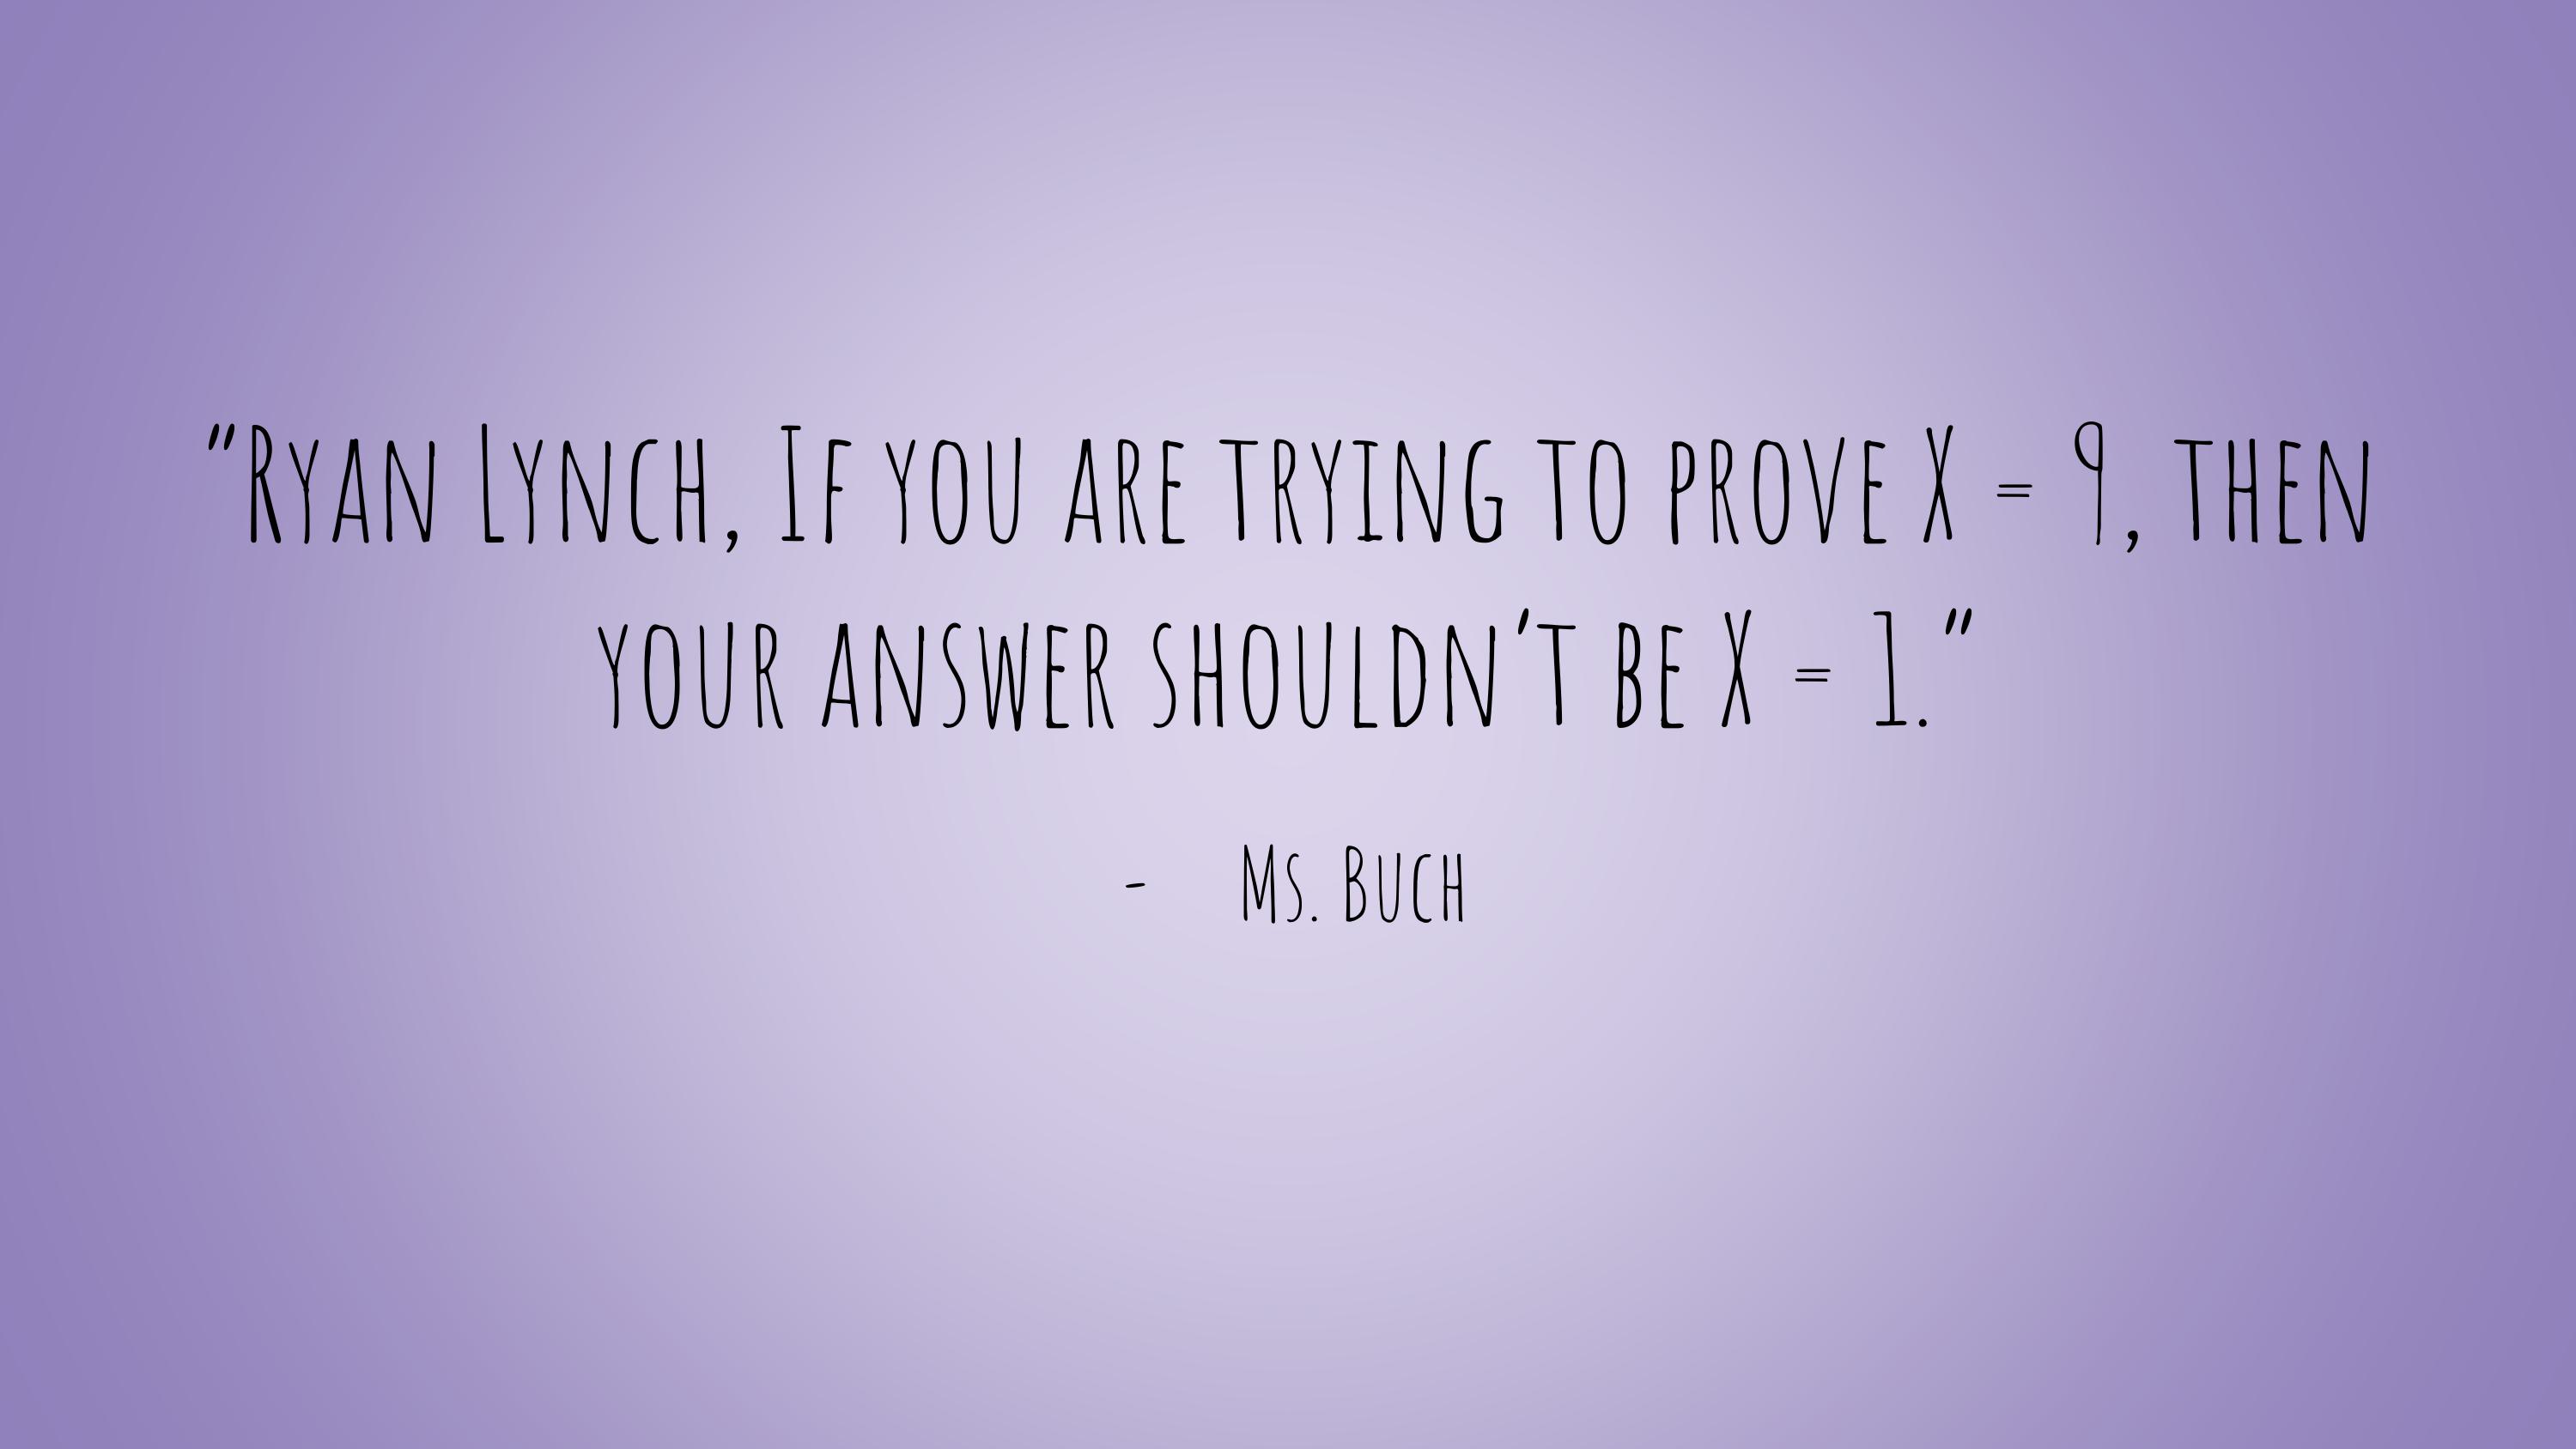 "Ryan Lynch, If you are trying to prove X = 9, then
your answer shouldn't be X = 1."
- Ms. Buch